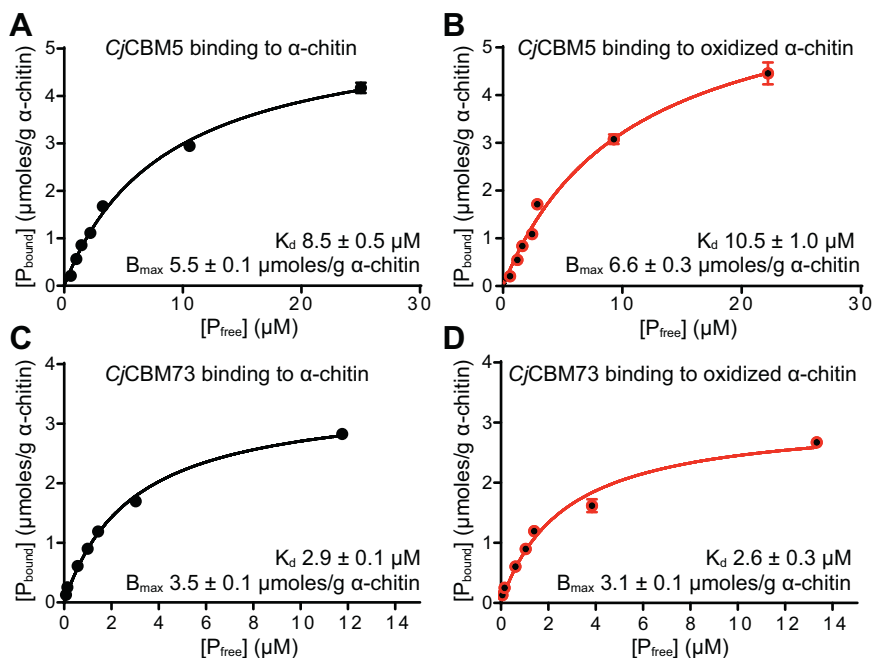 A
CjCBM5 binding to α-chitin
5
4
3
2
1
0
[Pbound] (μmoles/g α-chitin)
Kd 8.5 ± 0.5 μM
Bmax 5.5 ± 0.1 μmoles/g α-chitin
0 10 20 30
[Pfree] (μM)
B
CjCBM5 binding to oxidized α-chitin
5
4
3
2
1
0
[Pbound] (μmoles/g α-chitin)
Kd 10.5 ± 1.0 μM
Bmax 6.6 ± 0.3 μmoles/g α-chitin
0 10 20 30
[Pfree] (μM)
C
CjCBM73 binding to α-chitin
4
3
2
1
0
[Pbound] (μmoles/g α-chitin)
Kd 2.9 ± 0.1 μM
Bmax 3.5 ± 0.1 μmoles/g α-chitin
0 2 4 6 8 10 12 14
[Pfree] (μM)
D
CjCBM73 binding to oxidized α-chitin
4
3
2
1
0
[Pbound] (μmoles/g α-chitin)
Kd 2.6 ± 0.3 μM
Bmax 3.1 ± 0.1 μmoles/g α-chitin
0 2 4 6 8 10 12 14
[Pfree] (μM)